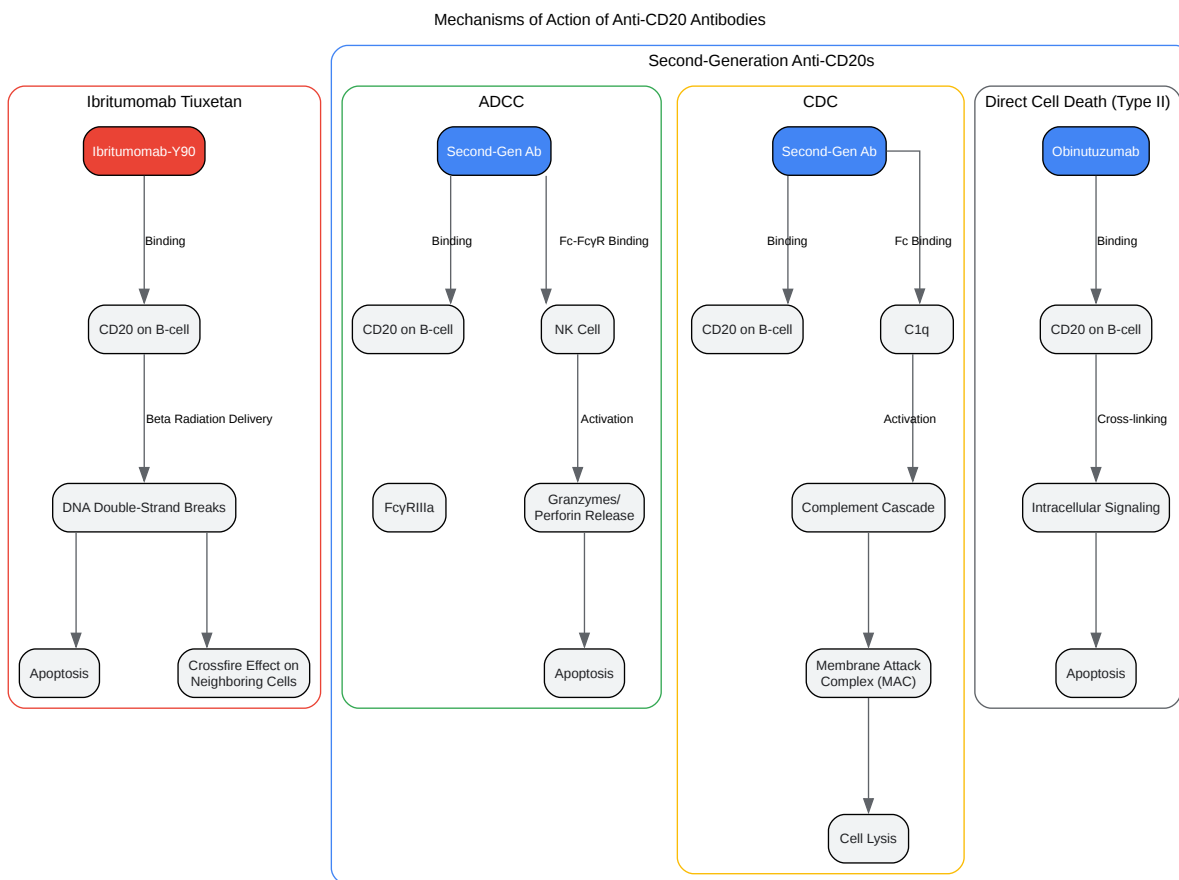 Mechanisms of Action of Anti-CD20 Antibodies
Second-Generation Anti-CD20s
Ibritumomab Tiuxetan
Ibritumomab-Y90
Binding
CD20 on B-cell
Beta Radiation Delivery
DNA Double-Strand Breaks
Apoptosis
Crossfire Effect on
Neighboring Cells
ADCC
Second-Gen Ab
Binding
Fc-FcγR Binding
CD20 on B-cell
NK Cell
Activation
FcγRIIIa
Granzymes/
Perforin Release
Apoptosis
CDC
Second-Gen Ab
Binding
Fc Binding
CD20 on B-cell
C1q
Activation
Complement Cascade
Membrane Attack
Complex (MAC)
Cell Lysis
Direct Cell Death (Type II)
Obinutuzumab
Binding
CD20 on B-cell
Cross-linking
Intracellular Signaling
Apoptosis